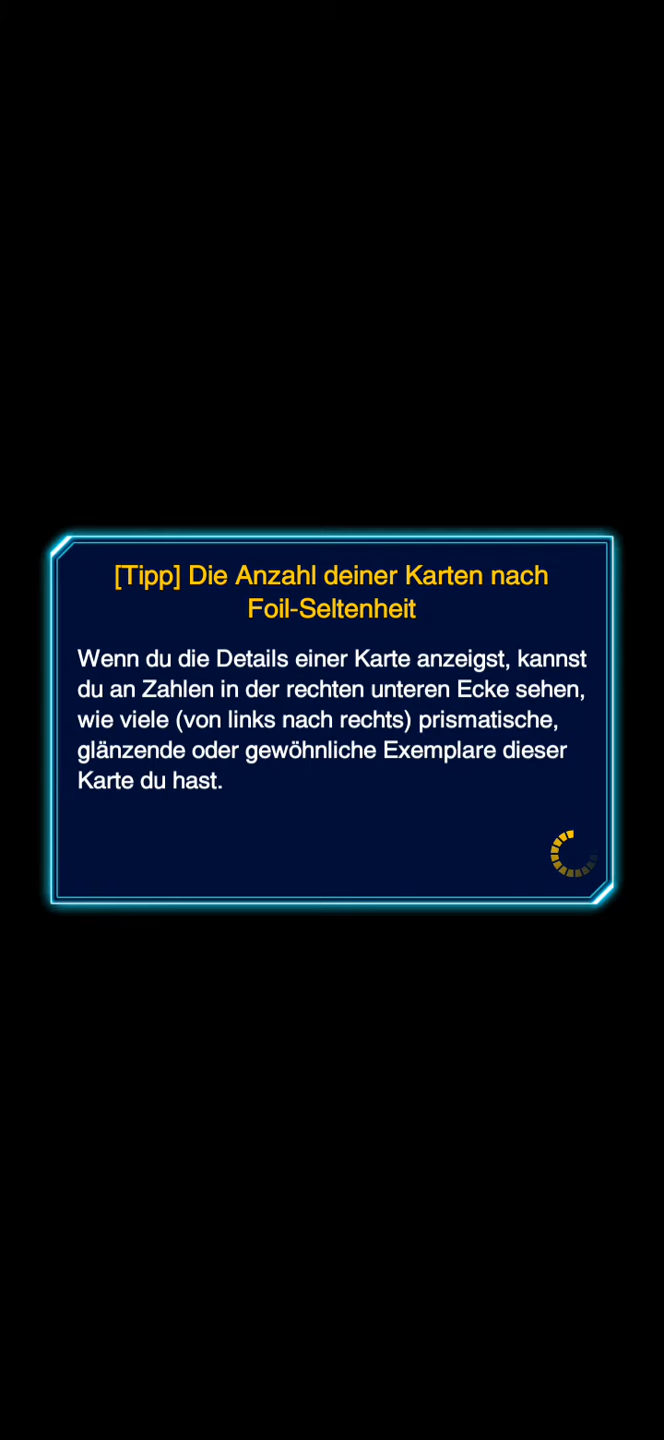 [Tipp] Die Anzahl deiner Karten nach
Foil-Seltenheit
Wenn du die Details einer Karte anzeigst, kannst
du an Zahlen in der rechten unteren Ecke sehen,
wie viele (von links nach rechts) prismatische,
glänzende oder gewöhnliche Exemplare dieser
Karte du hast.